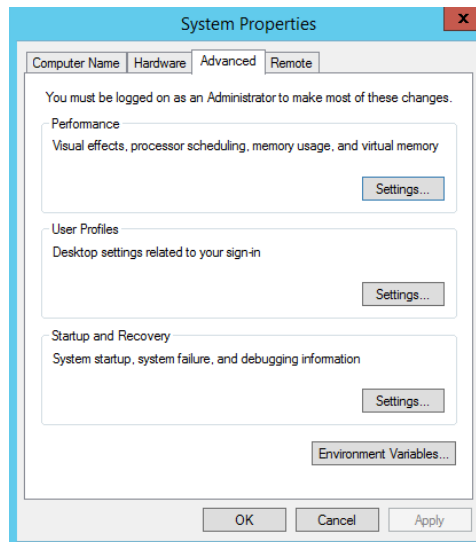 System Properties
x
Computer Name Hardware Advanced Remote
You must be logged on as an Administrator to make most of these changes.
Performance
Visual effects, processor scheduling, memory usage, and virtual memory
Settings...
User Profiles
Desktop settings related to your sign-in
Settings...
Startup and Recovery
System startup, system failure, and debugging information
Settings...
Environment Variables...
OK Cancel Apply